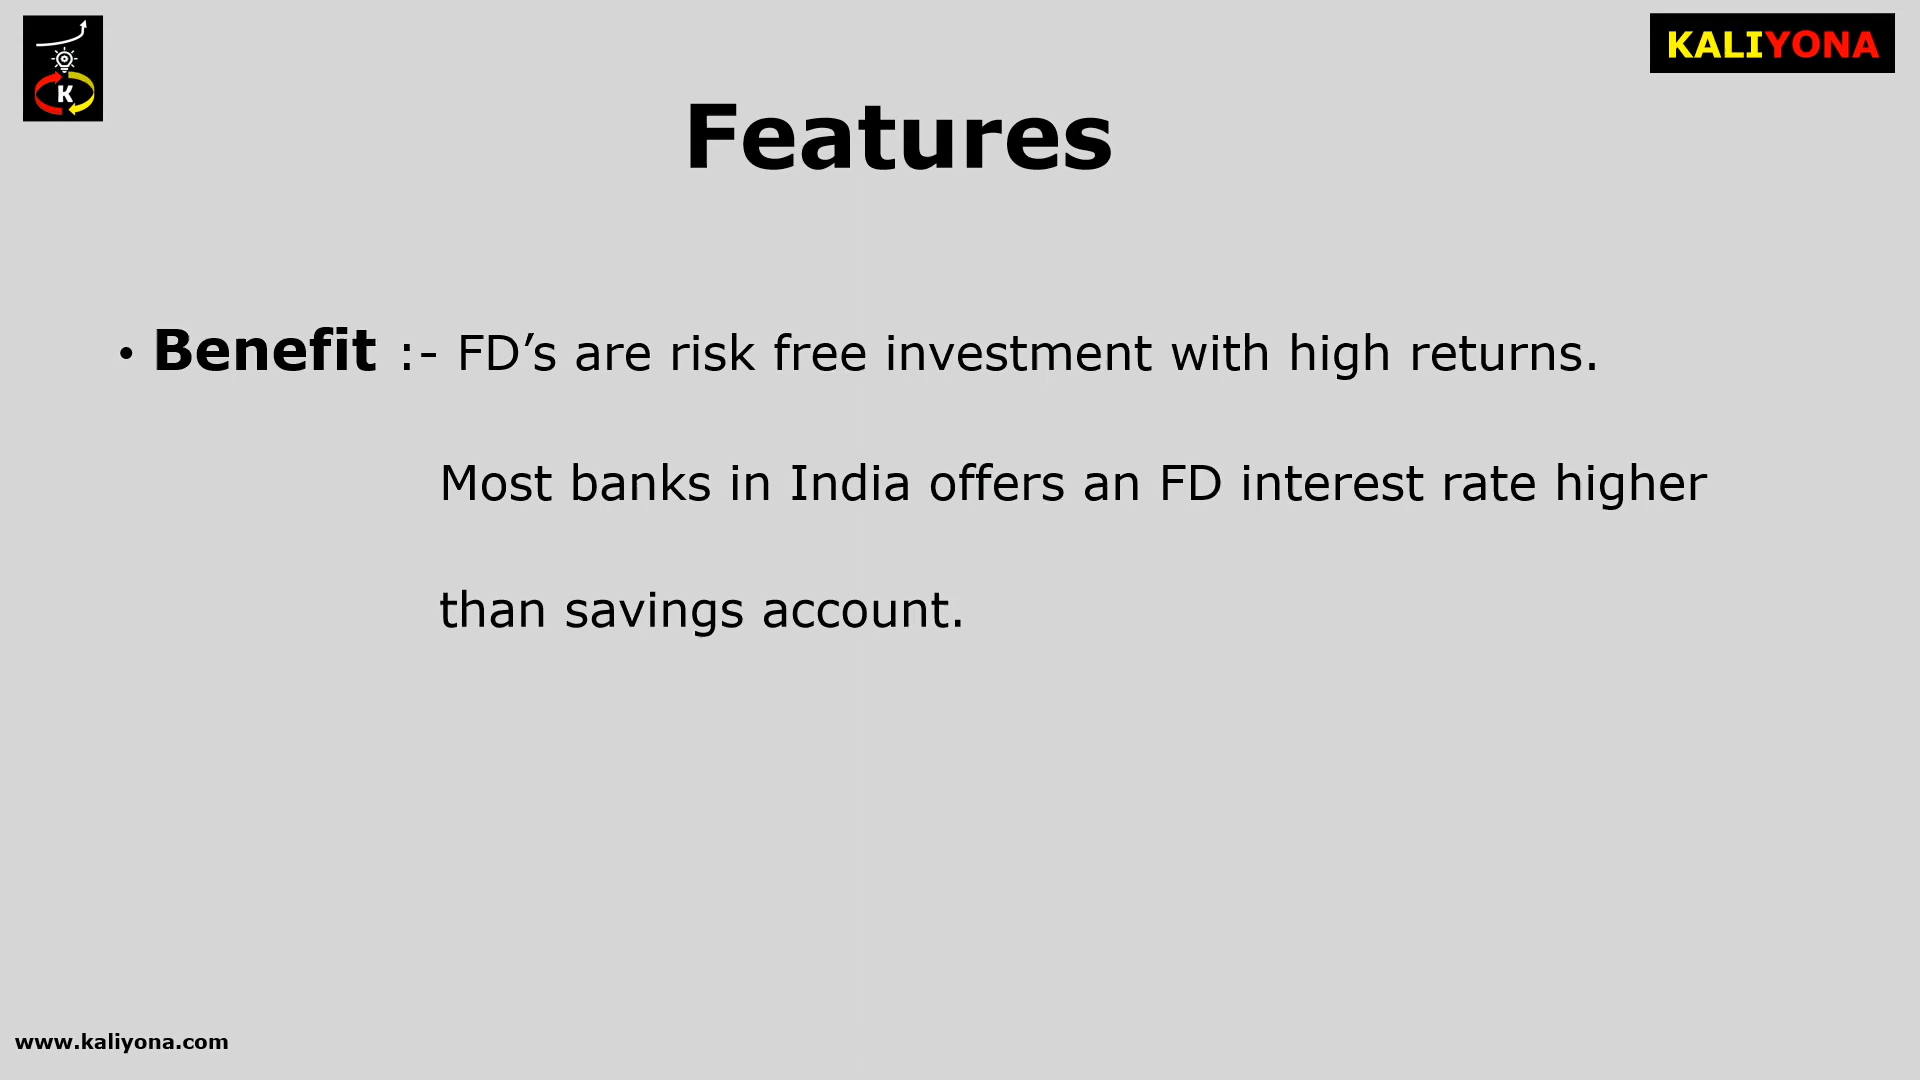 K
KALIYONA
Features
• Benefit :- FD’s are risk free investment with high returns.
Most banks in India offers an FD interest rate higher
than savings account.
www.kaliyona.com